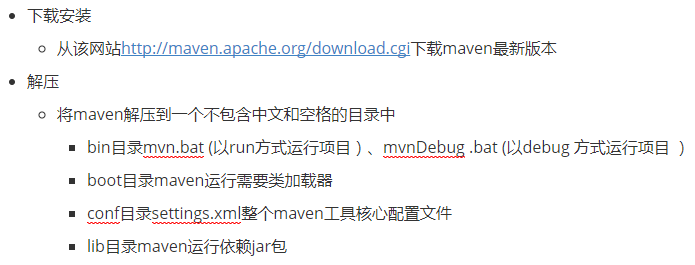 下载安装
从该网站http://maven.apache.org/download.cgi下载maven最新版本
解压
将maven解压到一个不包含中文和空格的目录中
bin目录mvn.bat (以run方式运行项目 ) 、mvnDebug .bat (以debug 方式运行项目 )
boot目录maven运行需要类加载器
conf目录settings.xml整个maven工具核心配置文件
lib目录maven运行依赖jar包